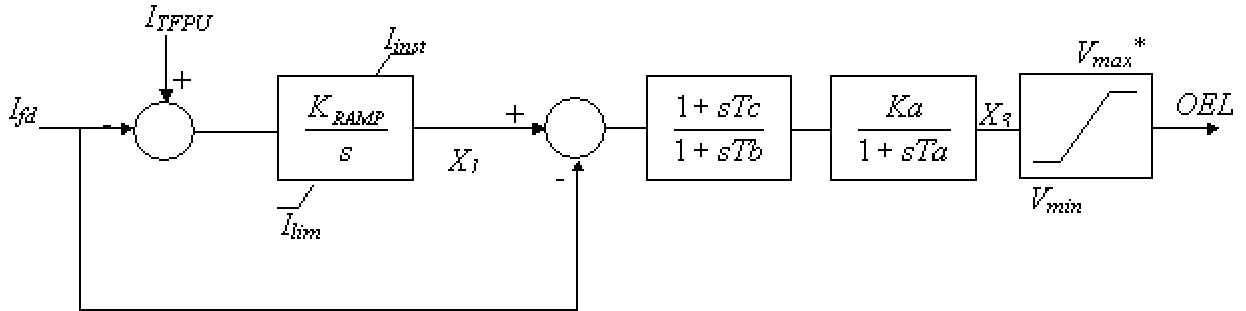 I_TFPU
I_fd
+
-
K_RAMP
s
I_inst
I_lim
X_1
+
-
1 + sTc
1 + sTb
Ka
1 + sTa
X_3
V_max*
V_min
OEL